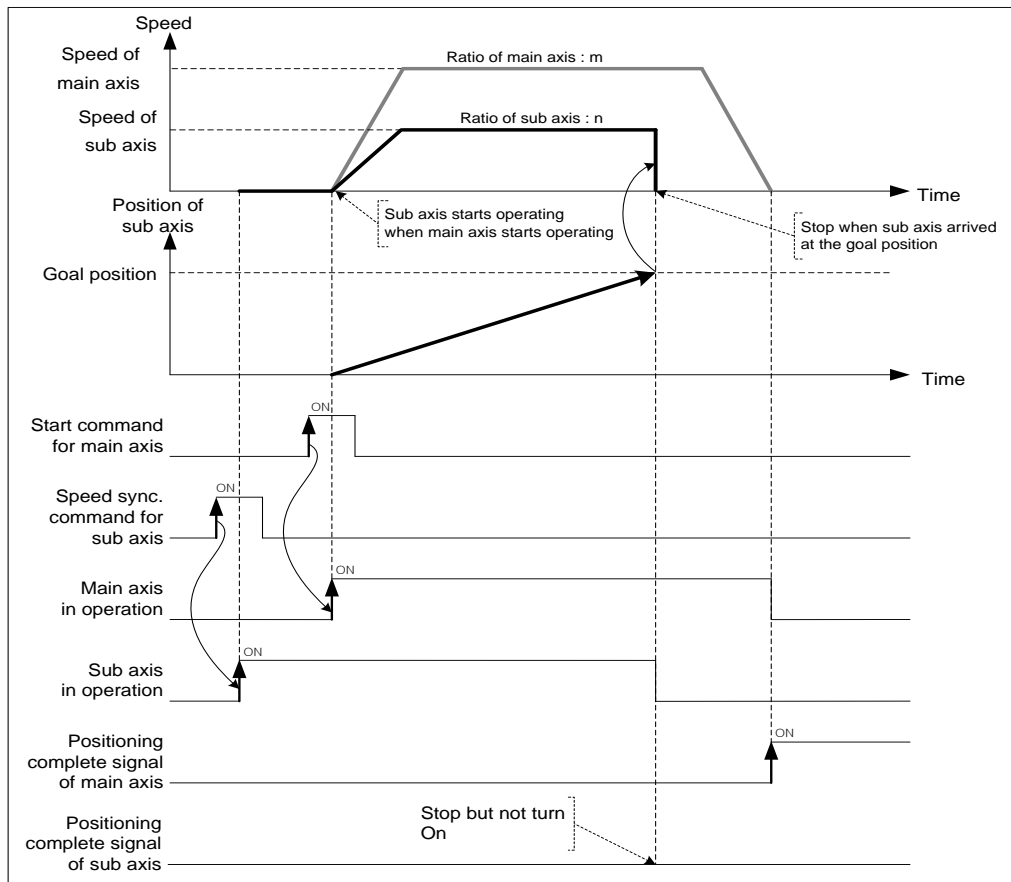 Speed
Speed of
main axis
Ratio of main axis : m
Speed of
sub axis
Ratio of sub axis : n
Time
Position of
sub axis
Sub axis starts operating
when main axis starts operating
Stop when sub axis arrived
at the goal position
Goal position
Time
Start command
for main axis
ON
Speed sync.
command for
sub axis
ON
Main axis
in operation
ON
Sub axis
in operation
ON
Positioning
complete signal
of main axis
ON
Positioning
complete signal
of sub axis
Stop but not turn
On